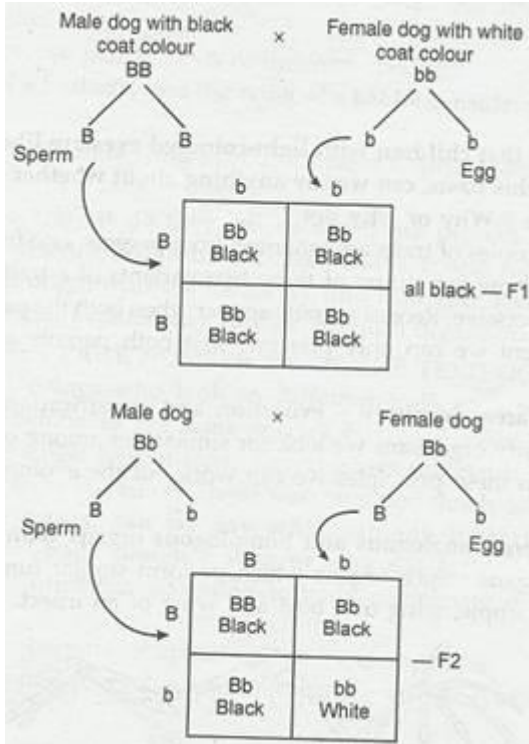 Male dog with black
coat colour
BB
×
Female dog with white
coat colour
bb
B
B
b
b
Sperm
Egg
b
b
B
Bb
Black
Bb
Black
B
Bb
Black
Bb
Black
all black — F1
Male dog
Bb
×
Female dog
Bb
B
b
B
b
Sperm
Egg
B
b
B
BB
Black
Bb
Black
b
Bb
Black
bb
White
— F2